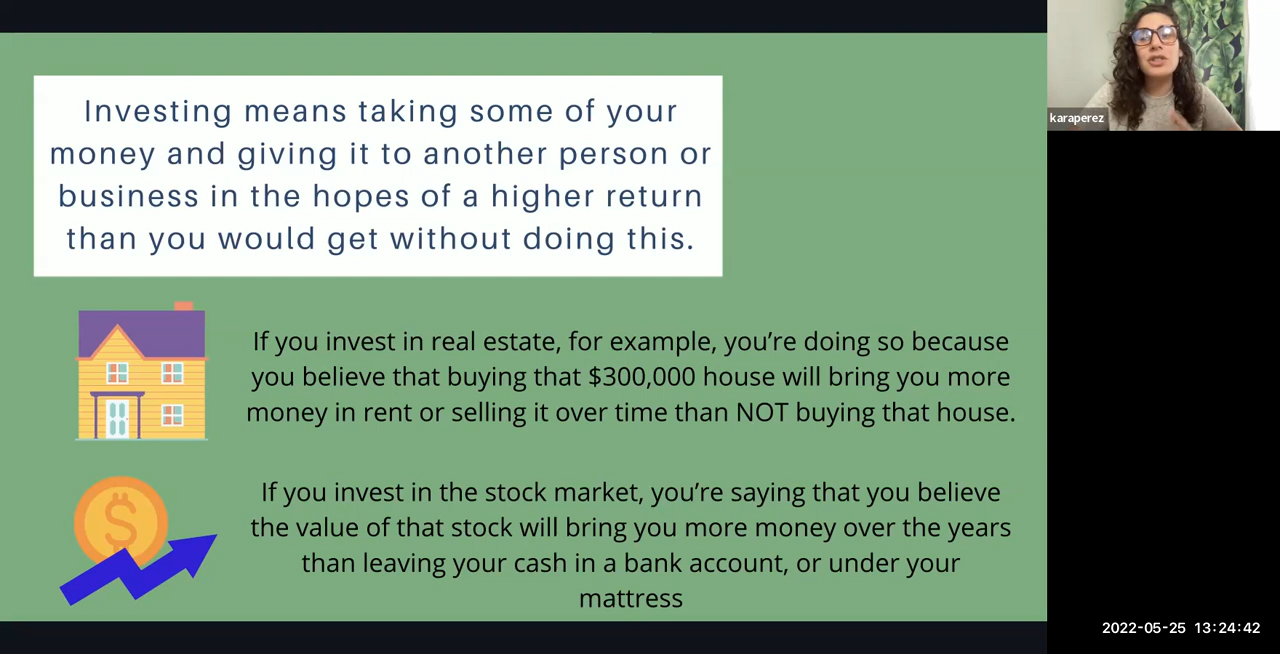 Investing means taking some of your
money and giving it to another person or
business in the hopes of a higher return
than you would get without doing this.
If you invest in real estate, for example, you’re doing so because
you believe that buying that $300,000 house will bring you more
money in rent or selling it over time than NOT buying that house.
$
If you invest in the stock market, you’re saying that you believe
the value of that stock will bring you more money over the years
than leaving your cash in a bank account, or under your
mattress
karaperez
2022-05-25 13:24:42